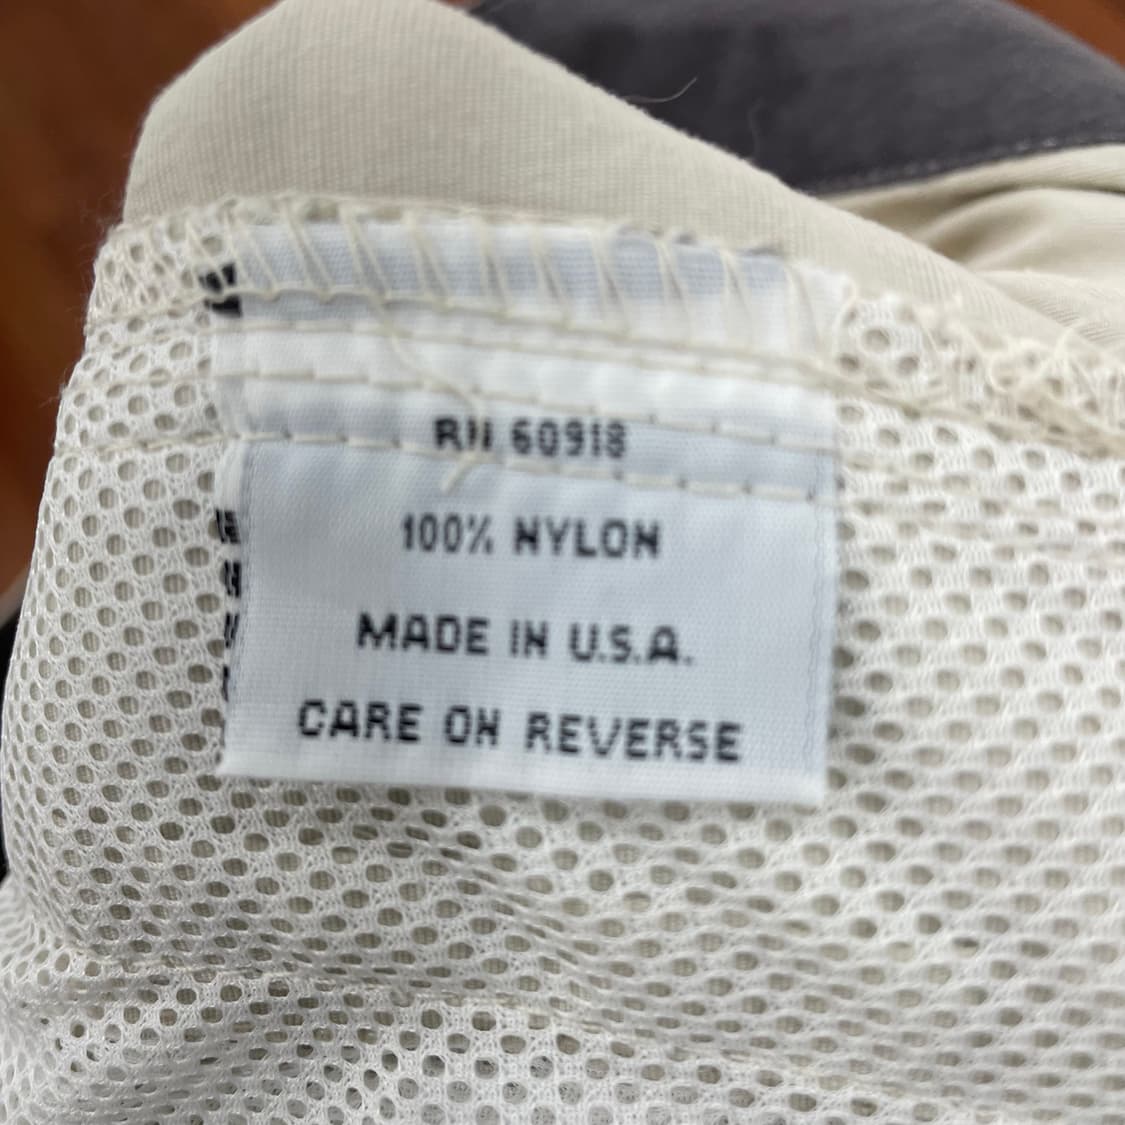 RN 60918
100% NYLON
MADE IN U.S.A.
CARE ON REVERSE